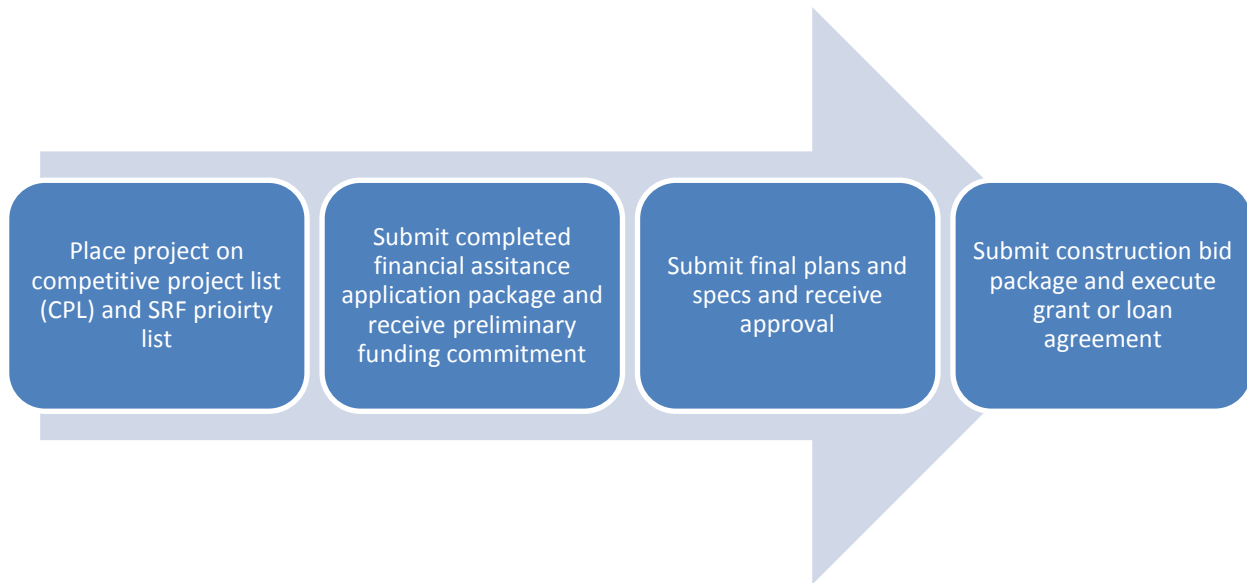 Place project on
competitive project list
(CPL) and SRF prioirty
list
Submit completed
financial assitance
application package and
receive preliminary
funding commitment
Submit final plans and
specs and receive
approval
Submit construction bid
package and execute
grant or loan
agreement